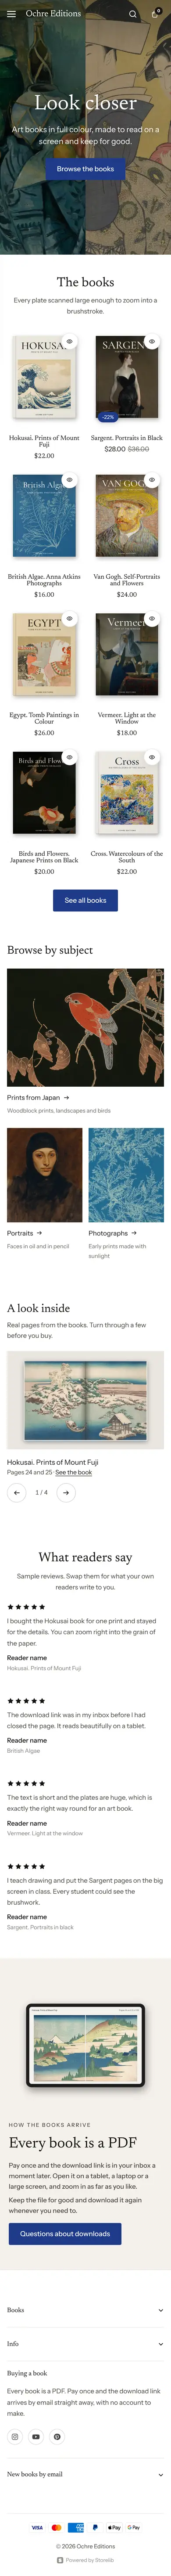 Ochre Editions
0
Look closer
Art books in full colour, made to read on a
screen and keep for good.
Browse the books
The books
Every plate scanned large enough to zoom into a
brushstroke.
HOKUSAI
SARGENT
-22%
Hokusai. Prints of Mount
Fuji
$22.00
Sargent. Portraits in Black
$28.00 $36.00
British Algae
VAN GOGH
British Algae. Anna Atkins
Photographs
$16.00
Van Gogh. Self-Portraits
and Flowers
$24.00
EGYPT
Vermeer
Egypt. Tomb Paintings in
Colour
$26.00
Vermeer. Light at the
Window
$18.00
Birds and Flowers
Cross
Birds and Flowers.
Japanese Prints on Black
$20.00
Cross. Watercolours of the
South
$22.00
See all books
Browse by subject
Prints from Japan →
Woodblock prints, landscapes and birds
Portraits →
Faces in oil and in pencil
Photographs →
Early prints made with
sunlight
A look inside
Real pages from the books. Turn through a few
before you buy.
Hokusai. Prints of Mount Fuji
Pages 24 and 25 · See the book
1 / 4
What readers say
Sample reviews. Swap them for what your own
readers write to you.
★★★★★
I bought the Hokusai book for one print and stayed
for the details. You can zoom right into the grain of
the paper.
Reader name
Hokusai. Prints of Mount Fuji
★★★★★
The download link was in my inbox before I had
closed the page. It reads beautifully on a tablet.
Reader name
British Algae
★★★★★
The text is short and the plates are huge, which is
exactly the right way round for an art book.
Reader name
Vermeer. Light at the window
★★★★★
I teach drawing and put the Sargent pages on the big
screen in class. Every student could see the
brushwork.
Reader name
Sargent. Portraits in black
HOW THE BOOKS ARRIVE
Every book is a PDF
Pay once and the download link is in your inbox a
moment later. Open it on a tablet, a laptop or a
large screen, and zoom in as far as you like.
Keep the file for good and download it again
whenever you need to.
Questions about downloads
Books
Info
Buying a book
Every book is a PDF. Pay once and the download link
arrives by email straight away, with no account to
make.
New books by email
VISA
Pay
G Pay
© 2026 Ochre Editions
Powered by Storelib